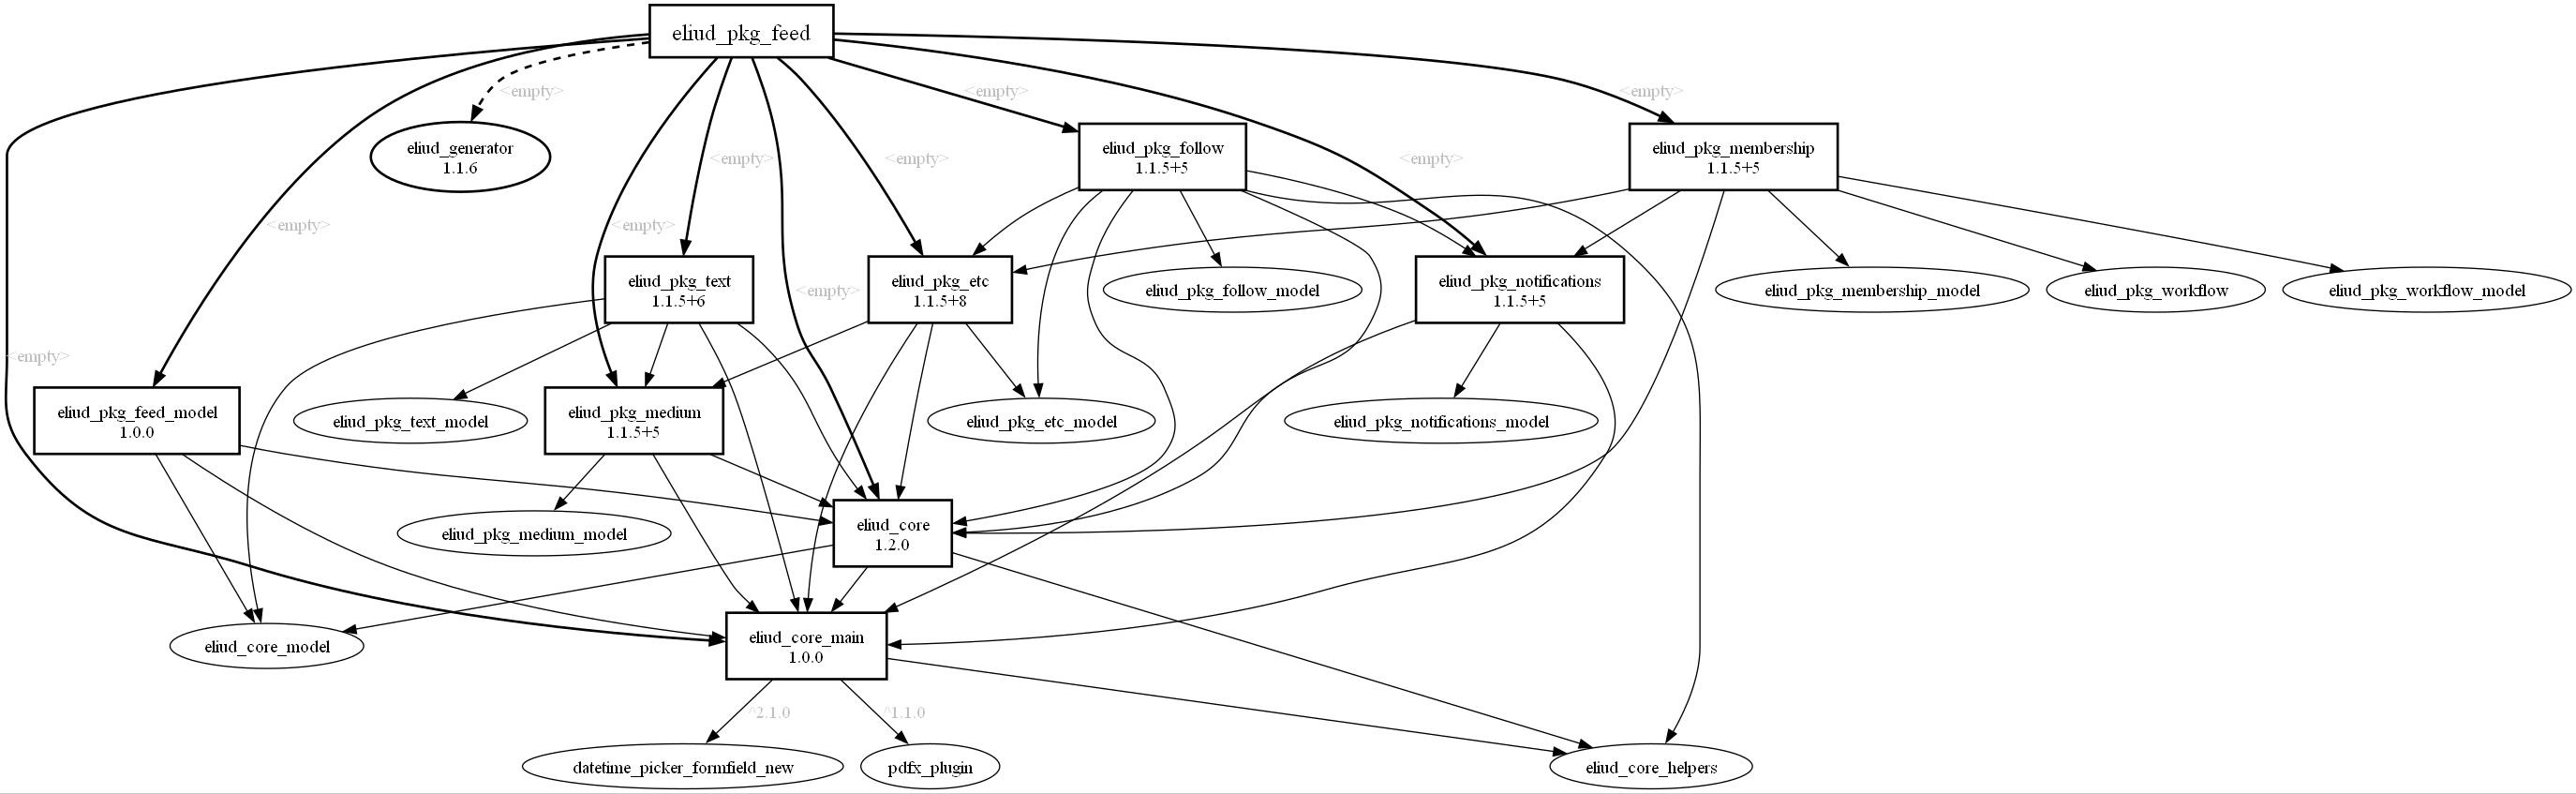 eliud_pkg_feed
<empty>
<empty>
<empty>
eliud_generator
1.1.6
eliud_pkg_follow
1.1.5+5
eliud_pkg_membership
1.1.5+5
<empty>
<empty>
<empty>
<empty>
<empty>
eliud_pkg_text
1.1.5+6
<empty>
eliud_pkg_etc
1.1.5+8
eliud_pkg_follow_model
eliud_pkg_notifications
1.1.5+5
eliud_pkg_membership_model
eliud_pkg_workflow
eliud_pkg_workflow_model
<empty>
eliud_pkg_feed_model
1.0.0
eliud_pkg_text_model
eliud_pkg_medium
1.1.5+5
eliud_pkg_etc_model
eliud_pkg_notifications_model
eliud_pkg_medium_model
eliud_core
1.2.0
eliud_core_model
eliud_core_main
1.0.0
^2.1.0
^1.1.0
datetime_picker_formfield_new
pdfx_plugin
eliud_core_helpers